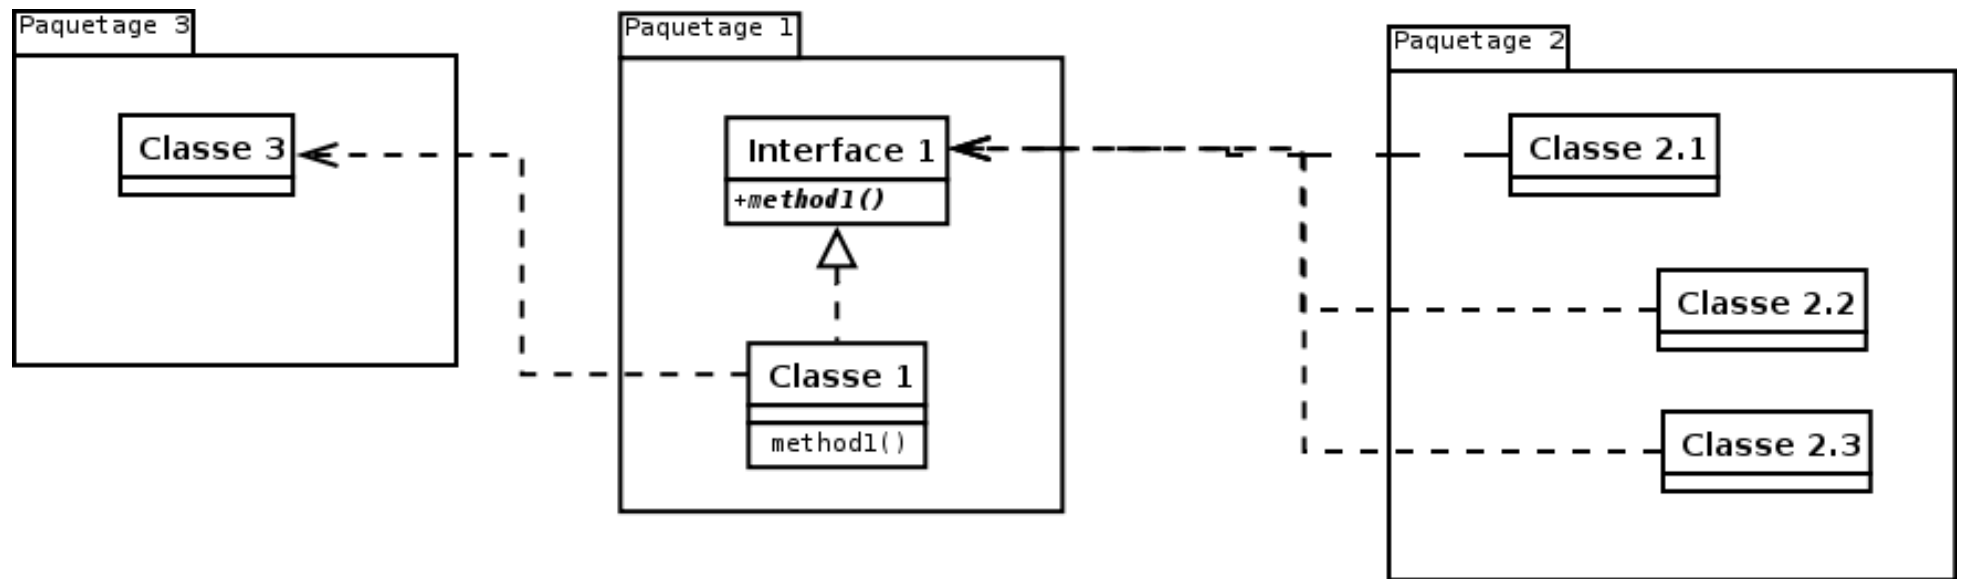 Paquetage 3
Classe 3
Paquetage 1
Interface 1
+method1()
Classe 1
method1()
Paquetage 2
Classe 2.1
Classe 2.2
Classe 2.3